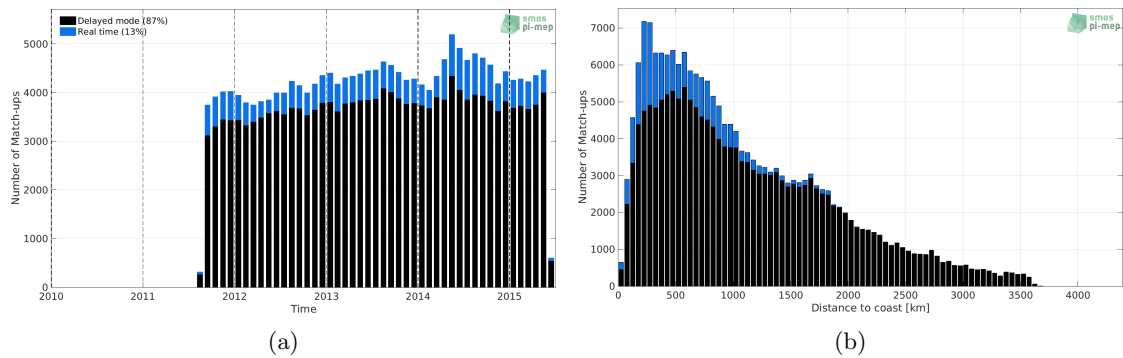 Delayed mode (87%)
Real time (13%)
smos
pi-mep
Number of Match-ups
5000
4000
3000
2000
1000
0
2010
2011
2012
2013
2014
2015
Time
(a)
smos
pi-mep
Number of Match-ups
7000
6000
5000
4000
3000
2000
1000
0
0
500
1000
1500
2000
2500
3000
3500
4000
Distance to coast [km]
(b)